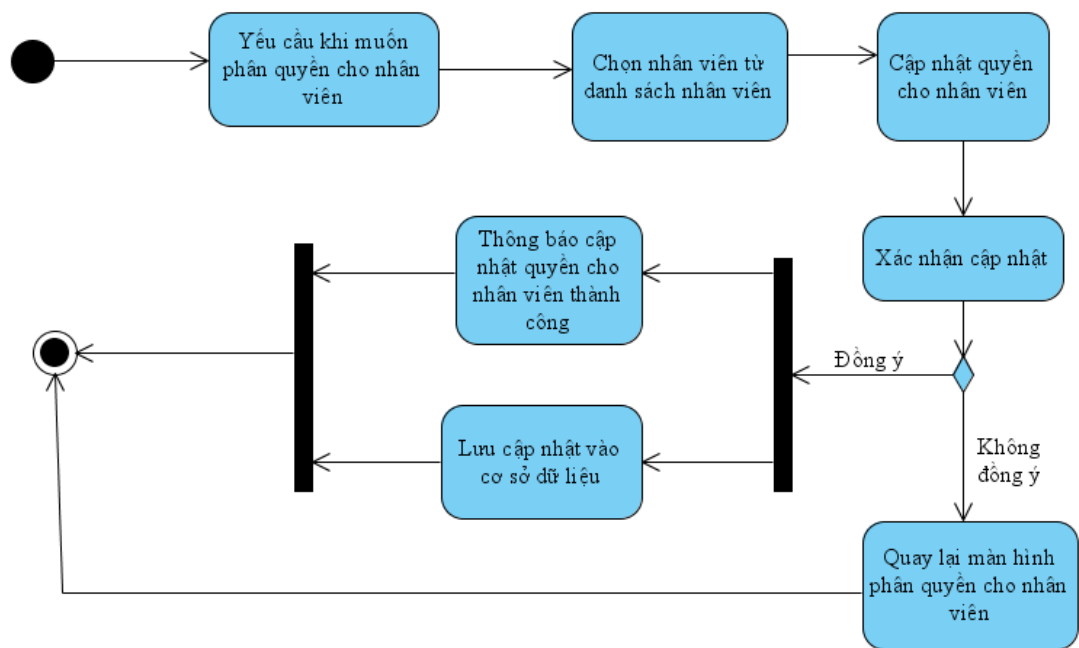 Yếu cầu khi muốn
phân quyền cho nhân
viên
Chọn nhân viên từ
danh sách nhân viên
Cập nhật quyền
cho nhân viên
Thông báo cập
nhật quyền cho
nhân viên thành
công
Xác nhận cập nhật
Đồng ý
Lưu cập nhật vào
cơ sở dữ liệu
Không
đồng ý
Quay lại màn hình
phân quyền cho nhân
viên